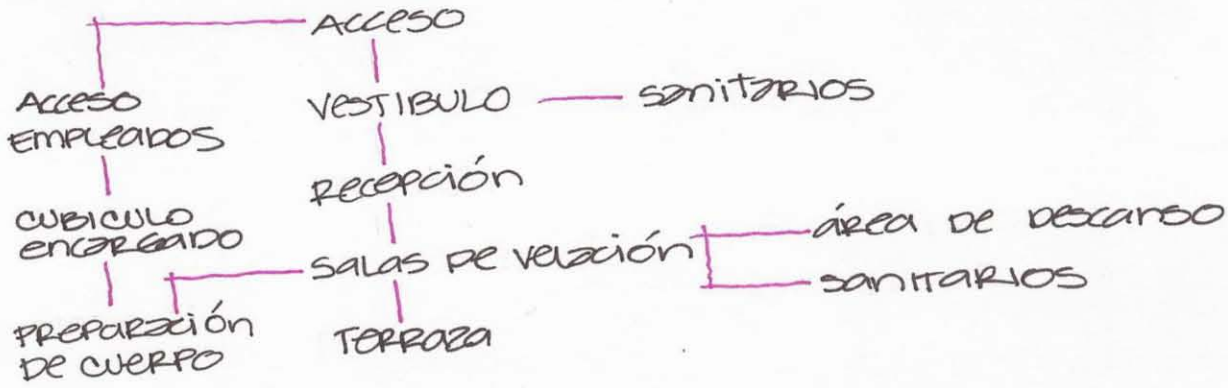 ACCESO
ACCESO
EMPLEADOS
VESTIBULO
sanitarios
recepción
CUBICULO
encargado
salas de velación
área de descanso
sanitarios
Preparación
de cuerpo
Terraza